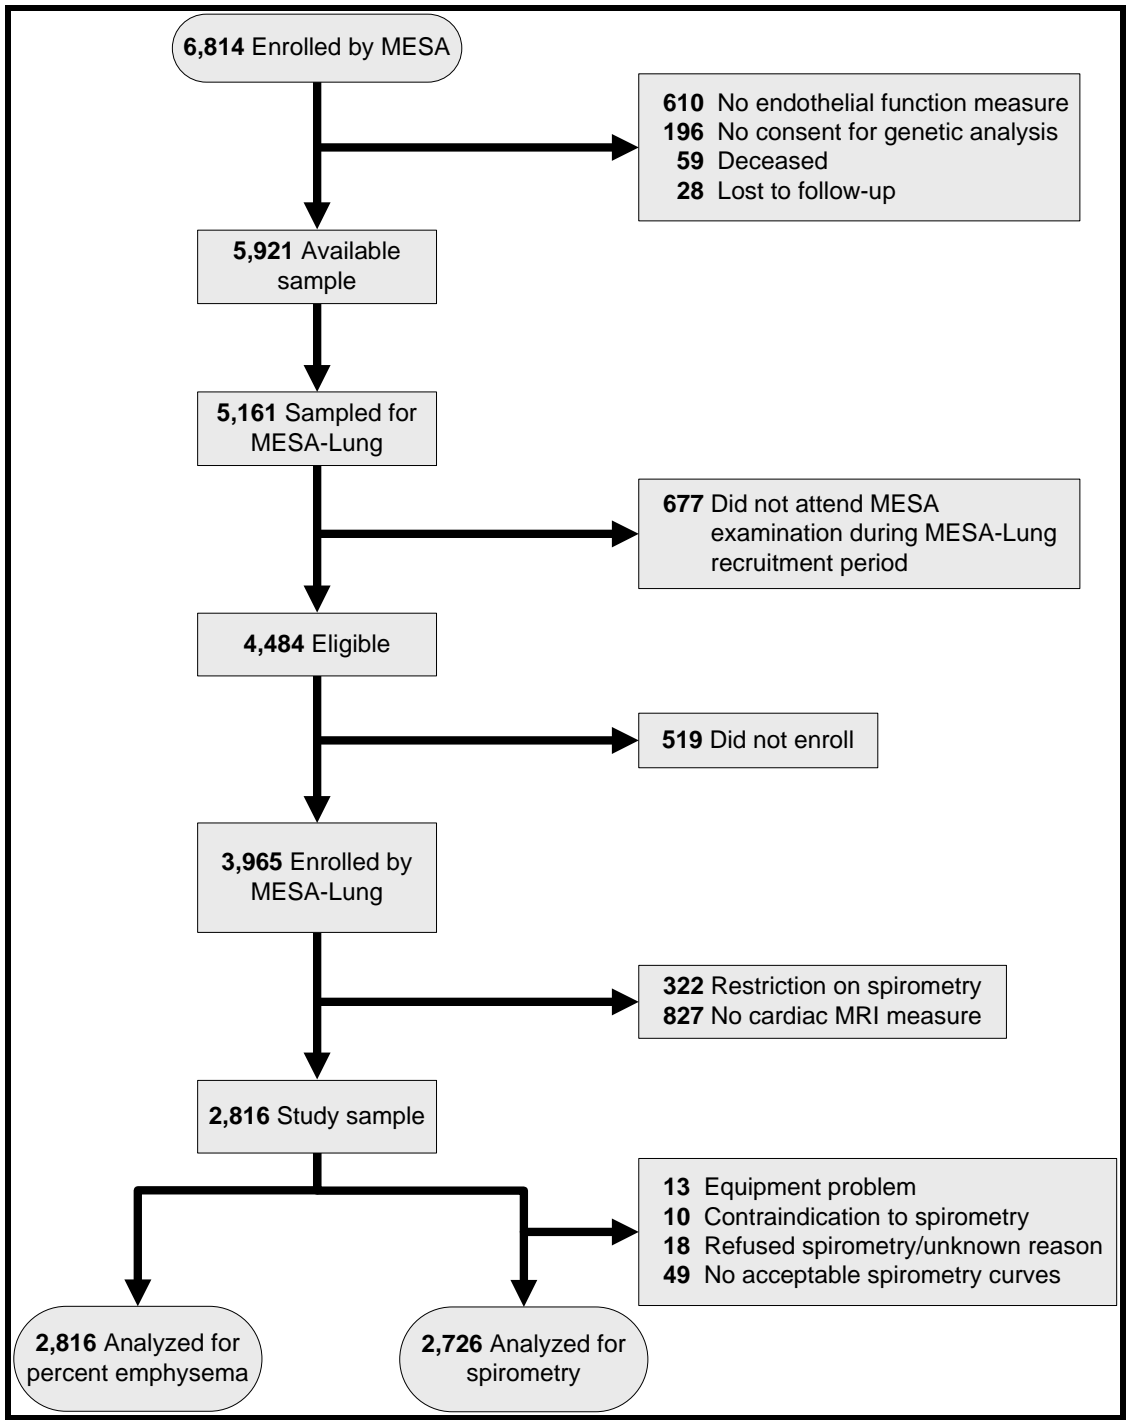 6,814 Enrolled by MESA
610 No endothelial function measure
196 No consent for genetic analysis
59 Deceased
28 Lost to follow-up
5,921 Available
sample
5,161 Sampled for
MESA-Lung
677 Did not attend MESA
examination during MESA-Lung
recruitment period
4,484 Eligible
519 Did not enroll
3,965 Enrolled by
MESA-Lung
322 Restriction on spirometry
827 No cardiac MRI measure
2,816 Study sample
13 Equipment problem
10 Contraindication to spirometry
18 Refused spirometry/unknown reason
49 No acceptable spirometry curves
2,816 Analyzed for
percent emphysema
2,726 Analyzed for
spirometry